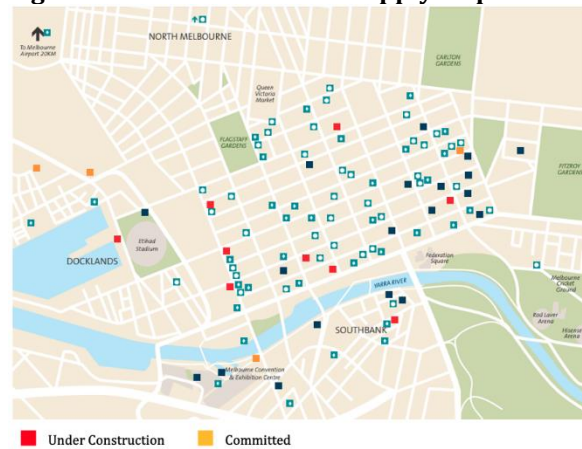 To Melbourne
Airport 20KM
NORTH MELBOURNE
CARLTON
GARDENS
Queen
Victoria
Market
FLAGSTAFF
GARDENS
FITZROY
GARDENS
Etihad
Stadium
DOCKLANDS
Federation
Square
YARRA RIVER
Melbourne
Cricket
Ground
Rod Laver
Arena
Arena
SOUTHBANK
Melbourne Convention
& Exhibition Centre
Under Construction
Committed